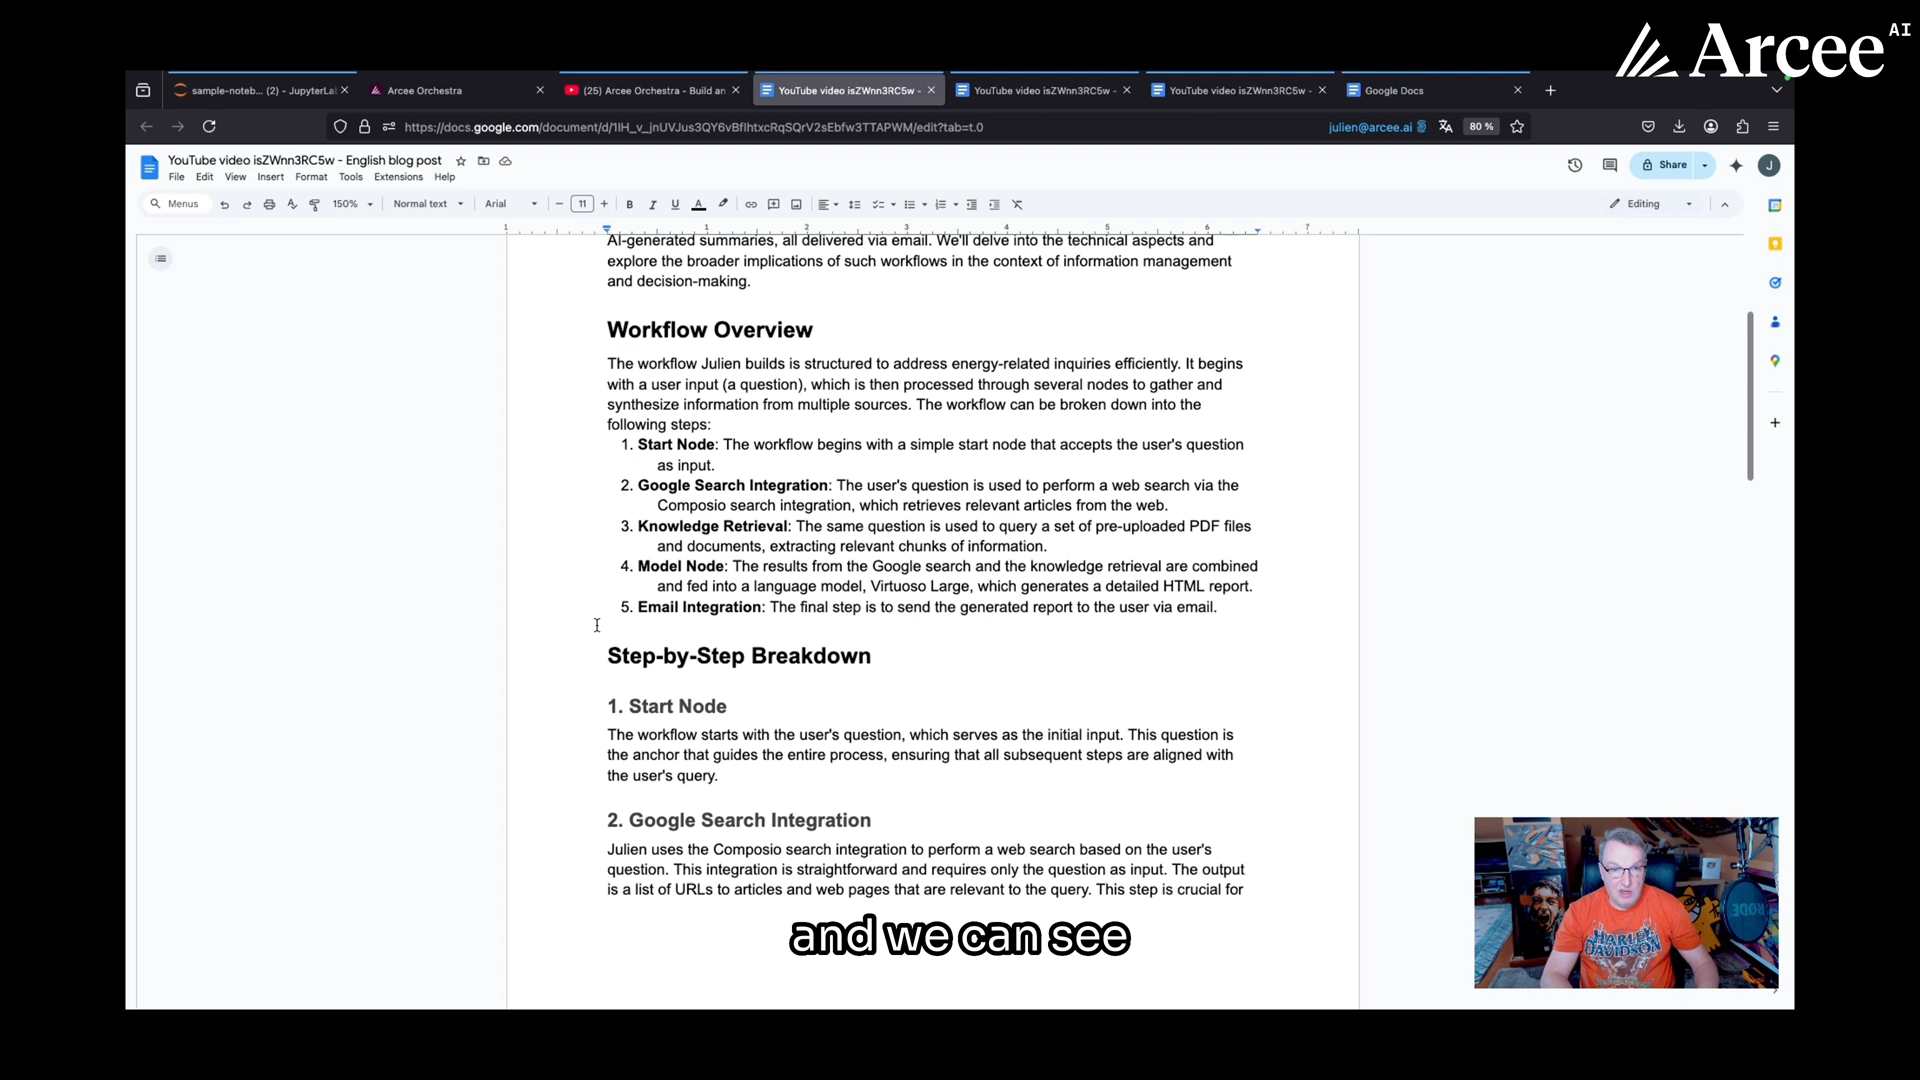 Arcee AI
sample-noteb... (2) - JupyterLa
Arcee Orchestra
(25) Arcee Orchestra - Build an
YouTube video isZWnn3RC5w -
YouTube video isZWnn3RC5w -
YouTube video isZWnn3RC5w -
Google Docs
julien@arcee.ai
80 %
YouTube video isZWnn3RC5w - English blog post
File Edit View Insert Format Tools Extensions Help
Share
J
Menus
150%
Normal text
Arial
11
Editing
1 1 2 3 4 5 6 7
AI-generated summaries, all delivered via email. We'll delve into the technical aspects and
explore the broader implications of such workflows in the context of information management
and decision-making.
Workflow Overview
The workflow Julien builds is structured to address energy-related inquiries efficiently. It begins
with a user input (a question), which is then processed through several nodes to gather and
synthesize information from multiple sources. The workflow can be broken down into the
following steps:
1. Start Node: The workflow begins with a simple start node that accepts the user's question
as input.
2. Google Search Integration: The user's question is used to perform a web search via the
Composio search integration, which retrieves relevant articles from the web.
3. Knowledge Retrieval: The same question is used to query a set of pre-uploaded PDF files
and documents, extracting relevant chunks of information.
4. Model Node: The results from the Google search and the knowledge retrieval are combined
and fed into a language model, Virtuoso Large, which generates a detailed HTML report.
5. Email Integration: The final step is to send the generated report to the user via email.
Step-by-Step Breakdown
1. Start Node
The workflow starts with the user's question, which serves as the initial input. This question is
the anchor that guides the entire process, ensuring that all subsequent steps are aligned with
the user's query.
2. Google Search Integration
Julien uses the Composio search integration to perform a web search based on the user's
question. This integration is straightforward and requires only the question as input. The output
is a list of URLs to articles and web pages that are relevant to the query. This step is crucial for
and we can see
RØDE
HARLEY
DAVIDSON